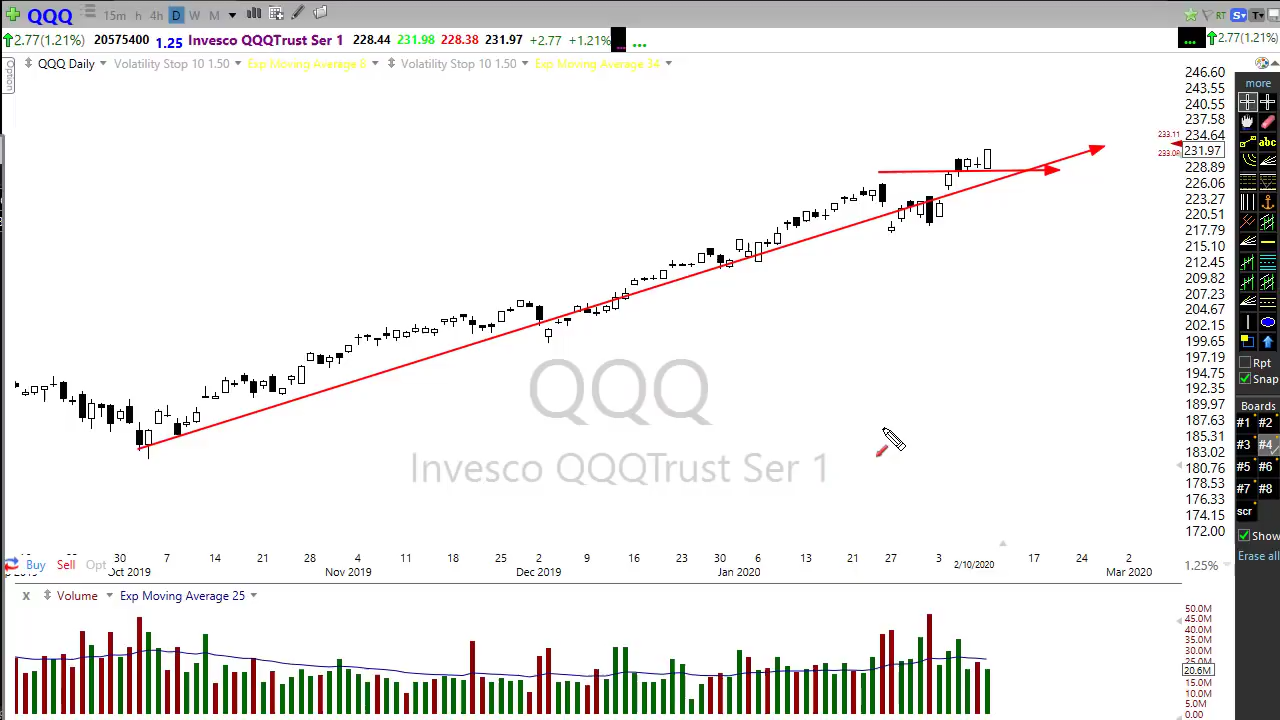 QQQ 15m h 4h D W M RT S T
2.77(1.21%) 20575400 1.25 Invesco QQQTrust Ser 1 228.44 231.98 228.38 231.97 +2.77 +1.21% ... ... 2.77(1.21%)
Option
QQQ Daily Volatility Stop 10 1.50 Exp Moving Average 8 Volatility Stop 10 1.50 Exp Moving Average 34
246.60
243.55
240.55
237.58
234.64
233.11
231.97
228.89
226.06
223.27
220.51
217.79
215.10
212.45
209.82
207.23
204.67
202.15
199.65
197.19
194.75
192.35
189.97
187.63
185.31
183.02
180.76
178.53
176.33
174.15
172.00
more
abc
Rpt
Snap
Boards
#1 #2
#3 #4
#5 #6
#7 #8
scr
Show
Erase all
QQQ
Invesco QQQTrust Ser 1
30 7 14 21 28 4 11 18 25 2 9 16 23 30 6 13 21 27 3 2/10/2020 17 24 2
Buy Sell Opt
Oct 2019 Nov 2019 Dec 2019 Jan 2020 Mar 2020
1.25%
x Volume Exp Moving Average 25
50.0M
45.0M
40.0M
35.0M
30.0M
20.6M
15.0M
10.0M
5.0M
0.00